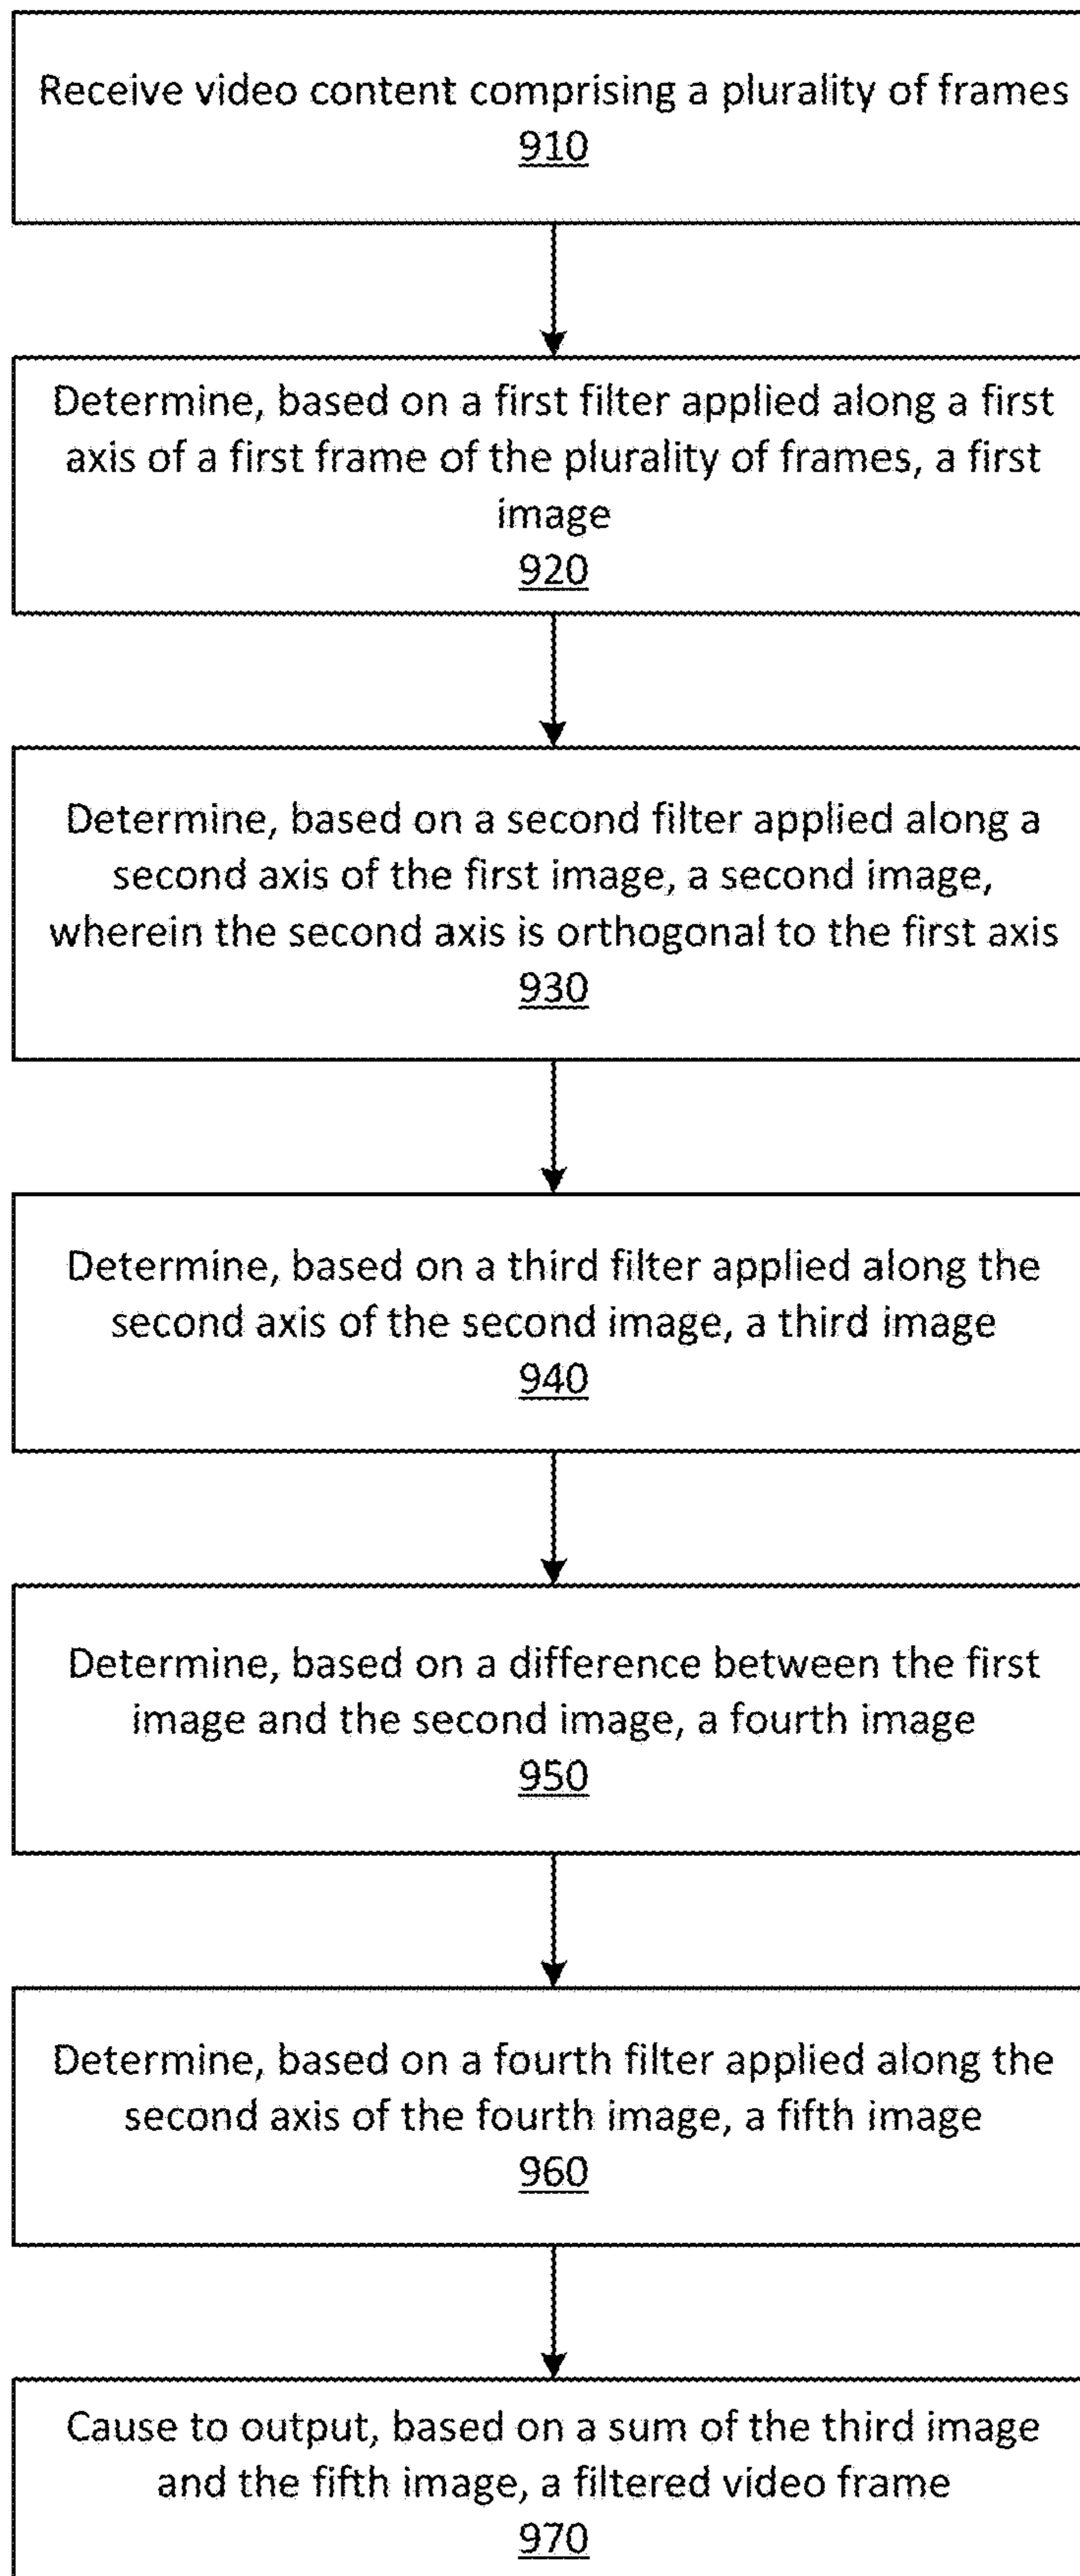 Receive video content comprising a plurality of frames
910
Determine, based on a first filter applied along a first
axis of a first frame of the plurality of frames, a first
image
920
Determine, based on a second filter applied along a
second axis of the first image, a second image,
wherein the second axis is orthogonal to the first axis
930
Determine, based on a third filter applied along the
second axis of the second image, a third image
940
Determine, based on a difference between the first
image and the second image, a fourth image
950
Determine, based on a fourth filter applied along the
second axis of the fourth image, a fifth image
960
Cause to output, based on a sum of the third image
and the fifth image, a filtered video frame
970